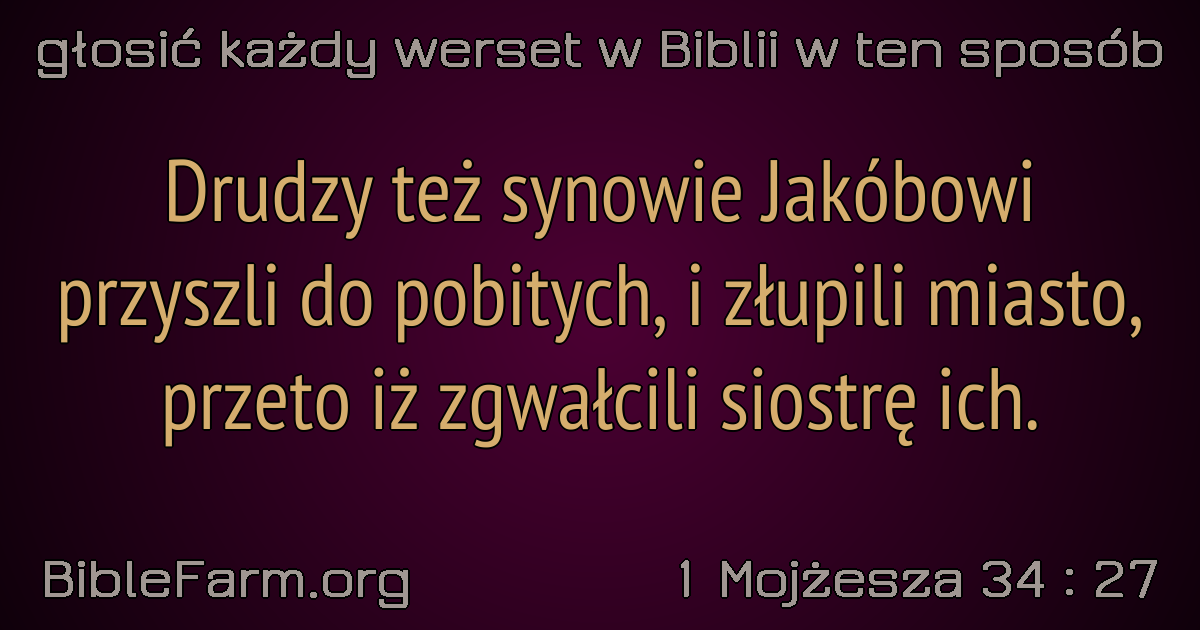 głosić każdy werset w Biblii w ten sposób
Drudzy też synowie Jakóbowi
przyszli do pobitych, i złupili miasto,
przeto iż zgwałcili siostrę ich.
BibleFarm.org
1 Mojżesza 34 : 27